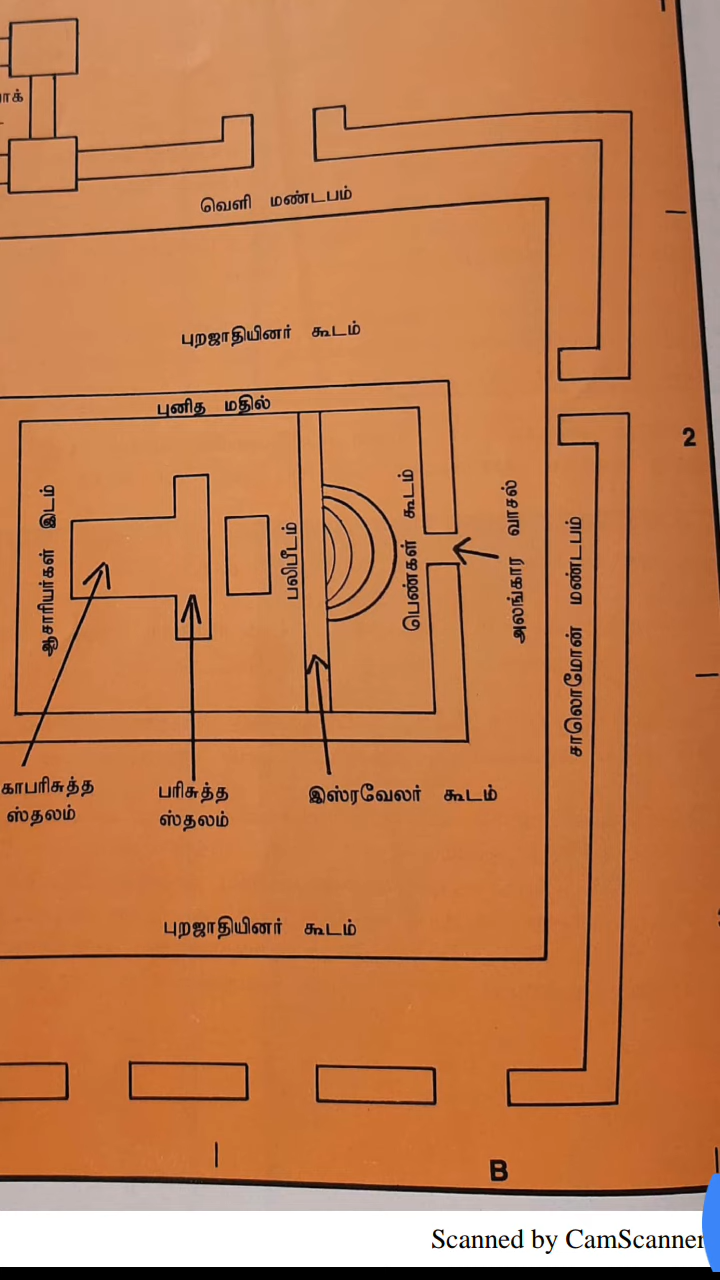 வெளி மண்டபம்
புறஜாதியினர் கூடம்
புனித மதில்
2
ஆசாரியர்கள் இடம்
பலிபீடம்
பெண்கள் கூடம்
அலங்கார வாசல்
சாலொமோன் மண்டபம்
காபரிசுத்த
ஸ்தலம்
பரிசுத்த
ஸ்தலம்
இஸ்ரவேலர் கூடம்
புறஜாதியினர் கூடம்
B
Scanned by CamScanner